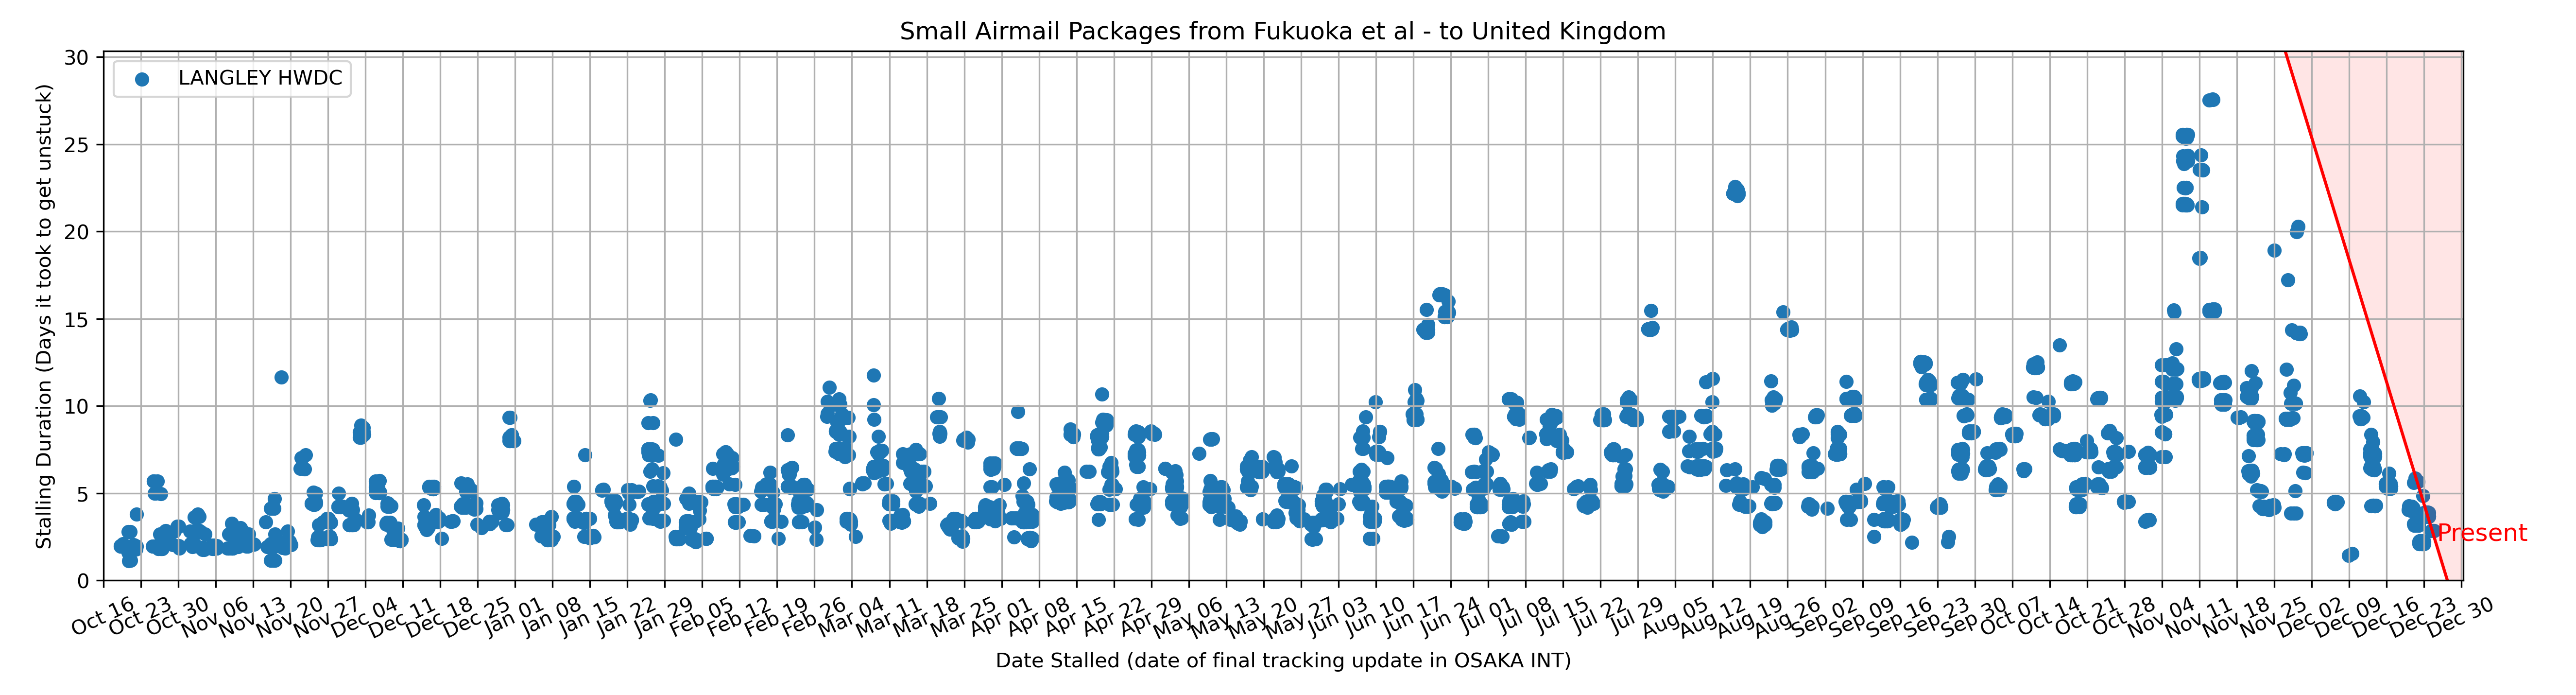 Small Airmail Packages from Fukuoka et al - to United Kingdom
LANGLEY HWDC
Stalling Duration (Days it took to get unstuck)
30
25
20
15
10
5
0
Present
Oct 16 Oct 23 Oct 30 Nov 06 Nov 13 Nov 20 Nov 27 Dec 04 Dec 11 Dec 18 Dec 25 Jan 01 Jan 08 Jan 15 Jan 22 Jan 29 Feb 05 Feb 12 Feb 19 Feb 26 Mar 04 Mar 11 Mar 18 Mar 25 Apr 01 Apr 08 Apr 15 Apr 22 Apr 29 May 06 May 13 May 20 May 27 Jun 03 Jun 10 Jun 17 Jun 24 Jul 01 Jul 08 Jul 15 Jul 22 Jul 29 Aug 05 Aug 12 Aug 19 Aug 26 Sep 02 Sep 09 Sep 16 Sep 23 Sep 30 Oct 07 Oct 14 Oct 21 Oct 28 Nov 04 Nov 11 Nov 18 Nov 25 Dec 02 Dec 09 Dec 16 Dec 23 Dec 30
Date Stalled (date of final tracking update in OSAKA INT)